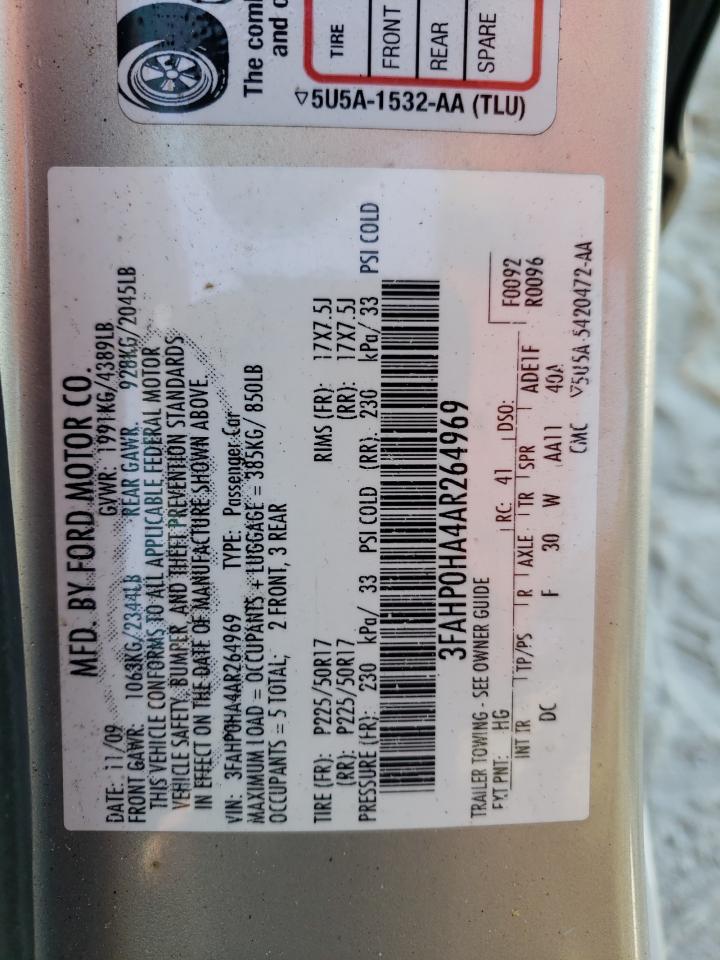 The comb
and c
TIRE
FRONT
REAR
SPARE
▽5U5A-1532-AA (TLU)
MFD. BY FORD MOTOR CO.
DATE: 11/09 GVWR: 1991KG/4389LB
FRONT GAWR: 1063KG/2344LB REAR GAWR: 928KG/2045LB
THIS VEHICLE CONFORMS TO ALL APPLICABLE FEDERAL MOTOR
VEHICLE SAFETY, BUMPER, AND THEFT PREVENTION STANDARDS
IN EFFECT ON THE DATE OF MANUFACTURE SHOWN ABOVE.
VIN: 3FAHP0HA4AR264969 TYPE: Passenger Car
MAXIMUM LOAD = OCCUPANTS + LUGGAGE = 385KG/ 850LB
OCCUPANTS = 5 TOTAL; 2 FRONT, 3 REAR
TIRE (FR): P225/50R17 RIMS (FR): 17X7.5J
(RR): P225/50R17 (RR): 17X7.5J
PRESSURE (FR): 230 kPa/ 33 PSI COLD (RR): 230 kPa/ 33 PSI COLD
3FAHP0HA4AR264969
TRAILER TOWING - SEE OWNER GUIDE F0092
EXT PNT: HG RC: 41 DSO: R0096
INT TR TP/PS R AXLE TR SPR ADE1F
DC F 30 W AA11 40A
CMC ▽5U5A-5420472-AA